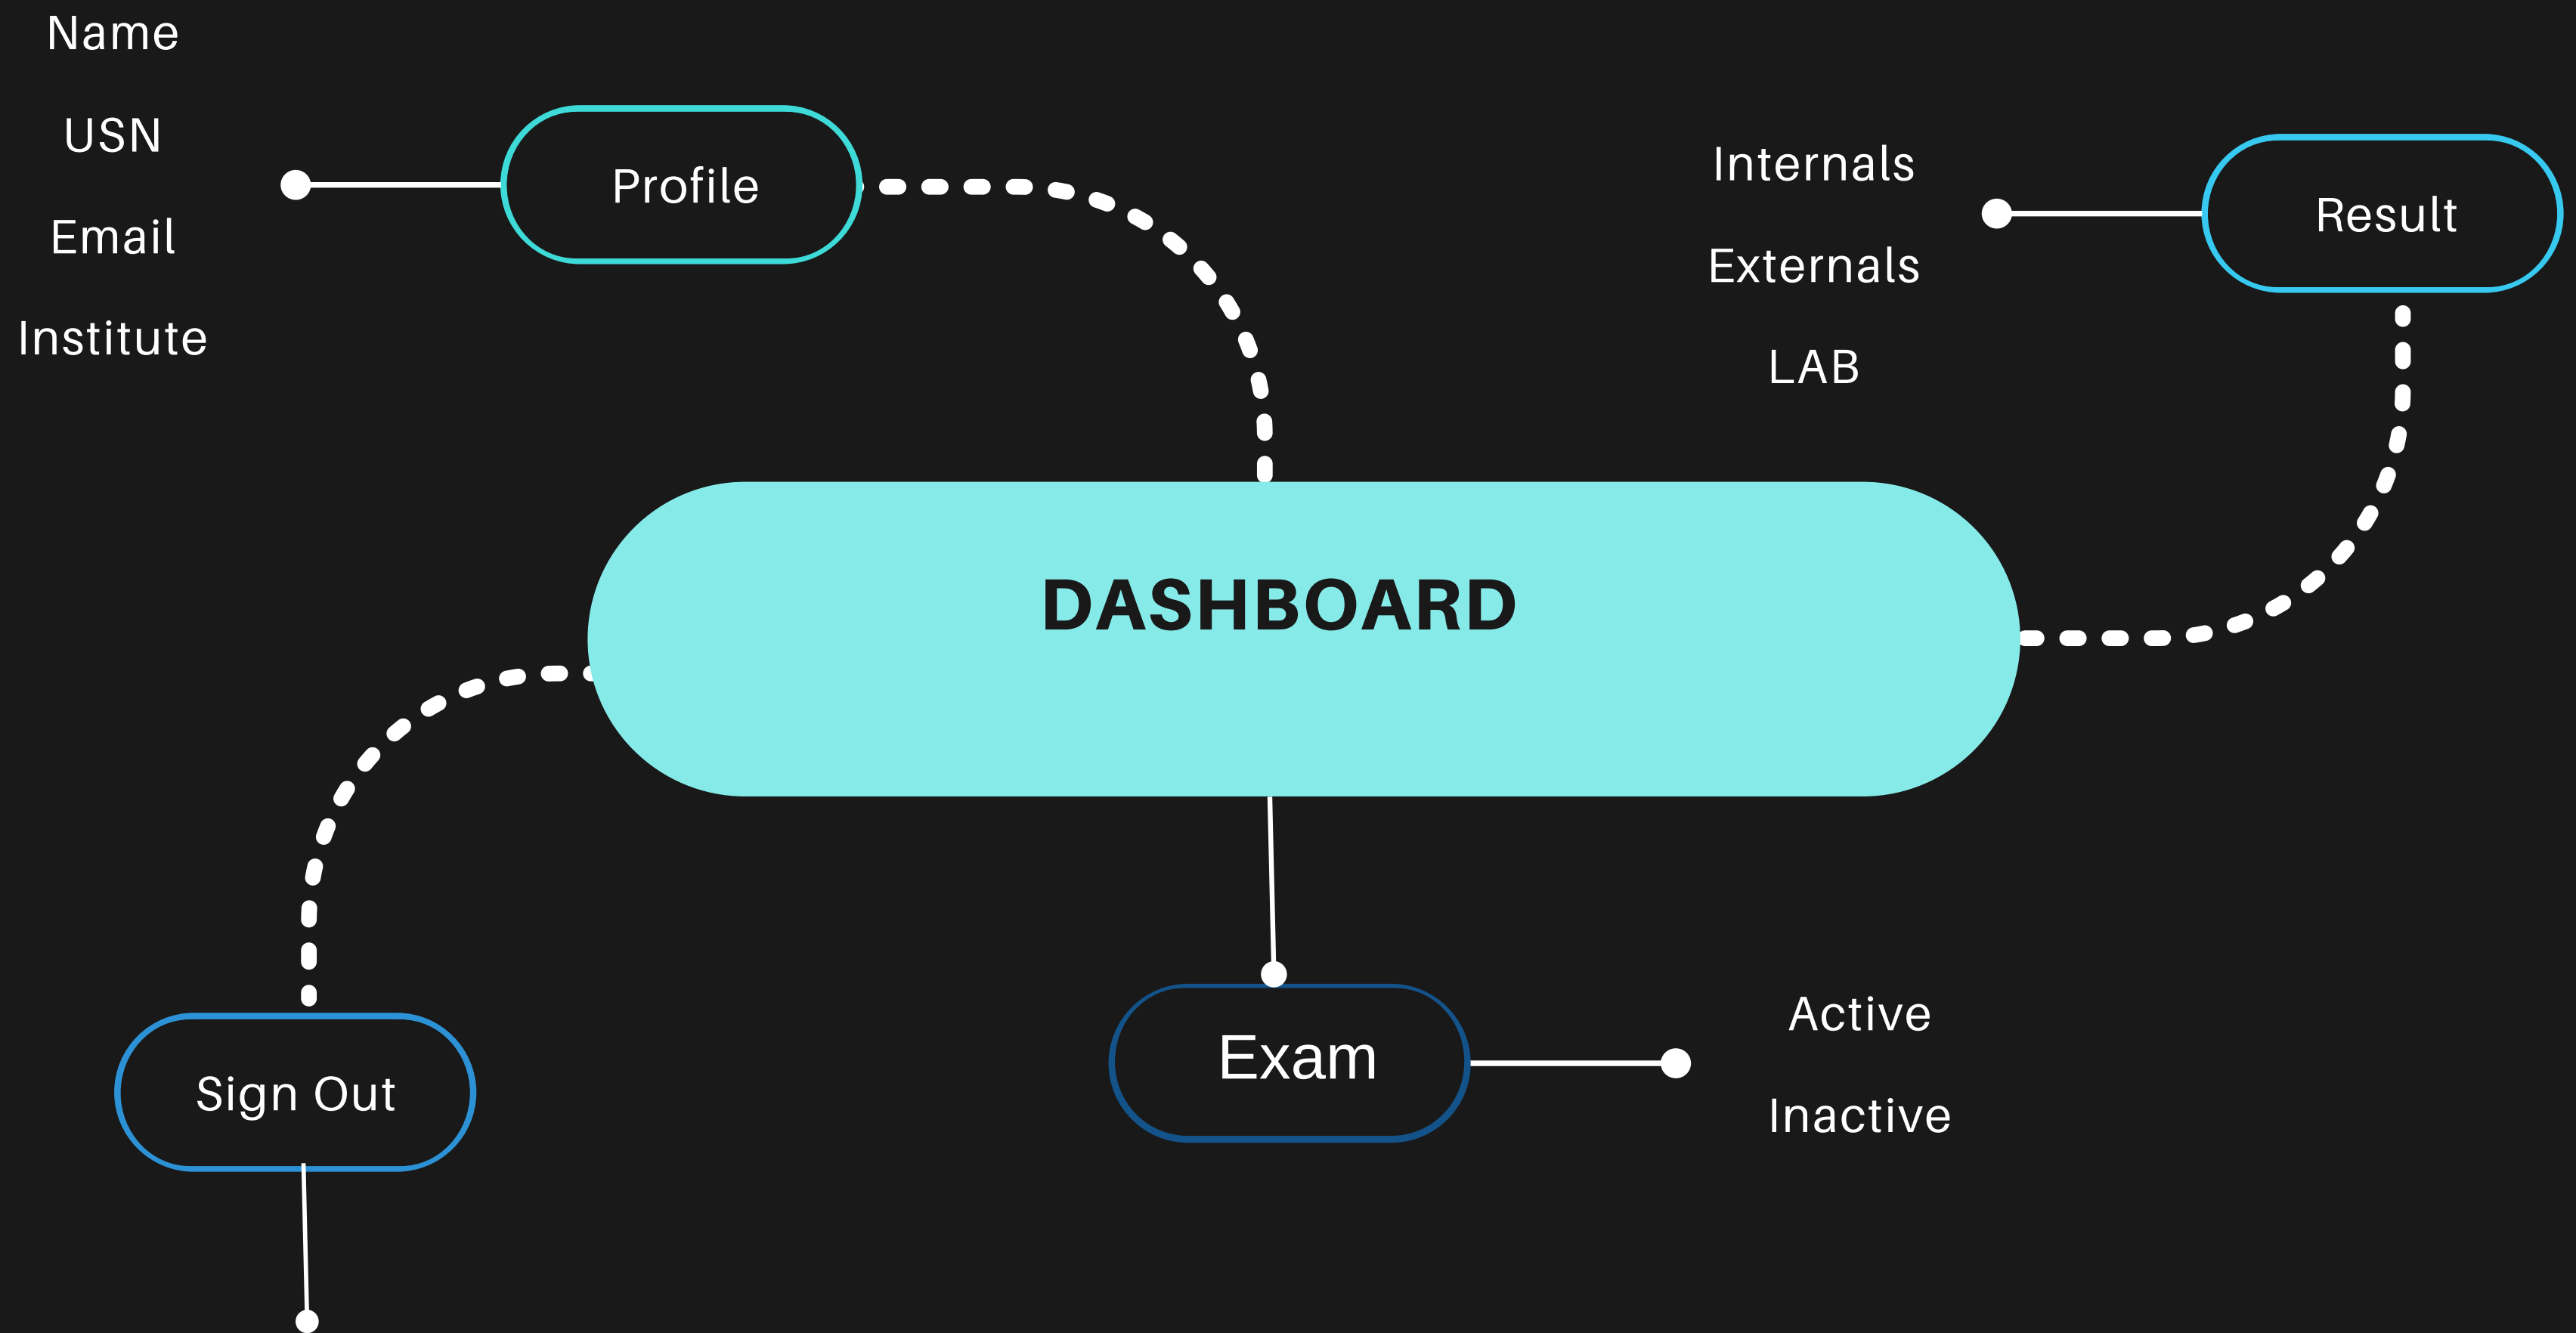 Name
USN
Email
Institute
Profile
Internals
Externals
LAB
Result
DASHBOARD
Sign Out
Exam
Active
Inactive